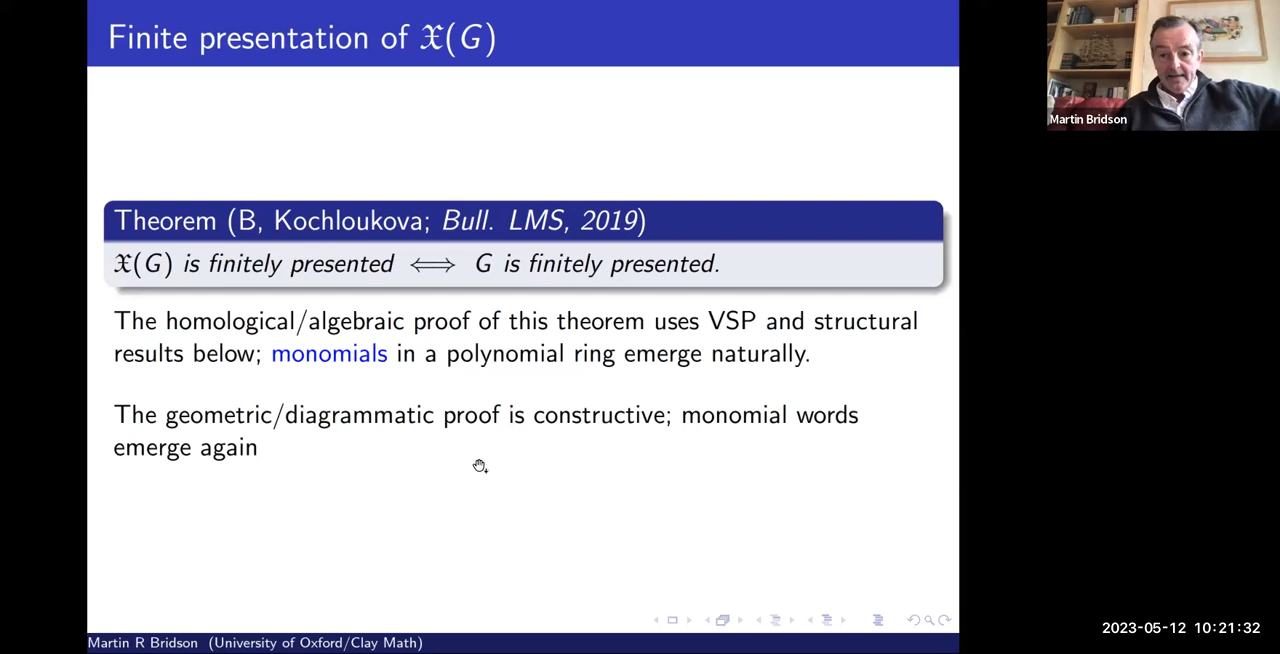 Finite presentation of 𝔛(G)
Martin Bridson
Theorem (B, Kochloukova; Bull. LMS, 2019)
𝔛(G) is finitely presented ⟺ G is finitely presented.
The homological/algebraic proof of this theorem uses VSP and structural
results below; monomials in a polynomial ring emerge naturally.
The geometric/diagrammatic proof is constructive; monomial words
emerge again
2023-05-12 10:21:32
Martin R Bridson (University of Oxford/Clay Math)